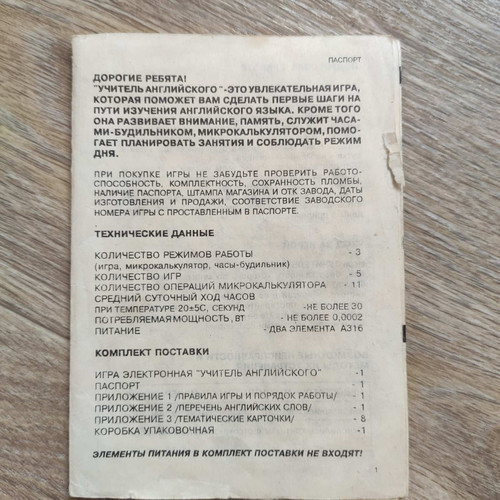 ПАСПОРТ
ДОРОГИЕ РЕБЯТА!
"УЧИТЕЛЬ АНГЛИЙСКОГО"-ЭТО УВЛЕКАТЕЛЬНАЯ ИГРА,
КОТОРАЯ ПОМОЖЕТ ВАМ СДЕЛАТЬ ПЕРВЫЕ ШАГИ НА
ПУТИ ИЗУЧЕНИЯ АНГЛИЙСКОГО ЯЗЫКА. КРОМЕ ТОГО
ОНА РАЗВИВАЕТ ВНИМАНИЕ, ПАМЯТЬ, СЛУЖИТ ЧАСА-
МИ-БУДИЛЬНИКОМ, МИКРОКАЛЬКУЛЯТОРОМ, ПОМО-
ГАЕТ ПЛАНИРОВАТЬ ЗАНЯТИЯ И СОБЛЮДАТЬ РЕЖИМ
ДНЯ.
ПРИ ПОКУПКЕ ИГРЫ НЕ ЗАБУДЬТЕ ПРОВЕРИТЬ РАБОТО-
СПОСОБНОСТЬ, КОМПЛЕКТНОСТЬ, СОХРАННОСТЬ ПЛОМБЫ,
НАЛИЧИЕ ПАСПОРТА, ШТАМПА МАГАЗИНА И ОТК ЗАВОДА, ДАТЫ
ИЗГОТОВЛЕНИЯ И ПРОДАЖИ, СООТВЕТСТВИЕ ЗАВОДСКОГО
НОМЕРА ИГРЫ С ПРОСТАВЛЕННЫМ В ПАСПОРТЕ.
ТЕХНИЧЕСКИЕ ДАННЫЕ
КОЛИЧЕСТВО РЕЖИМОВ РАБОТЫ - 3
(игра, микрокалькулятор, часы-будильник)
КОЛИЧЕСТВО ИГР - 5
КОЛИЧЕСТВО ОПЕРАЦИЙ МИКРОКАЛЬКУЛЯТОРА - 11
СРЕДНИЙ СУТОЧНЫЙ ХОД ЧАСОВ
ПРИ ТЕМПЕРАТУРЕ 20±5С, СЕКУНД -НЕ БОЛЕЕ 30
ПОТРЕБЛЯЕМАЯ МОЩНОСТЬ, ВТ - НЕ БОЛЕЕ 0,0002
ПИТАНИЕ - ДВА ЭЛЕМЕНТА А316
КОМПЛЕКТ ПОСТАВКИ
ИГРА ЭЛЕКТРОННАЯ "УЧИТЕЛЬ АНГЛИЙСКОГО" -1
ПАСПОРТ - 1
ПРИЛОЖЕНИЕ 1 /ПРАВИЛА ИГРЫ И ПОРЯДОК РАБОТЫ/ - 1
ПРИЛОЖЕНИЕ 2 /ПЕРЕЧЕНЬ АНГЛИЙСКИХ СЛОВ/ - 1
ПРИЛОЖЕНИЕ 3 /ТЕМАТИЧЕСКИЕ КАРТОЧКИ/ - 8
КОРОБКА УПАКОВОЧНАЯ -1
ЭЛЕМЕНТЫ ПИТАНИЯ В КОМПЛЕКТ ПОСТАВКИ НЕ ВХОДЯТ!
1